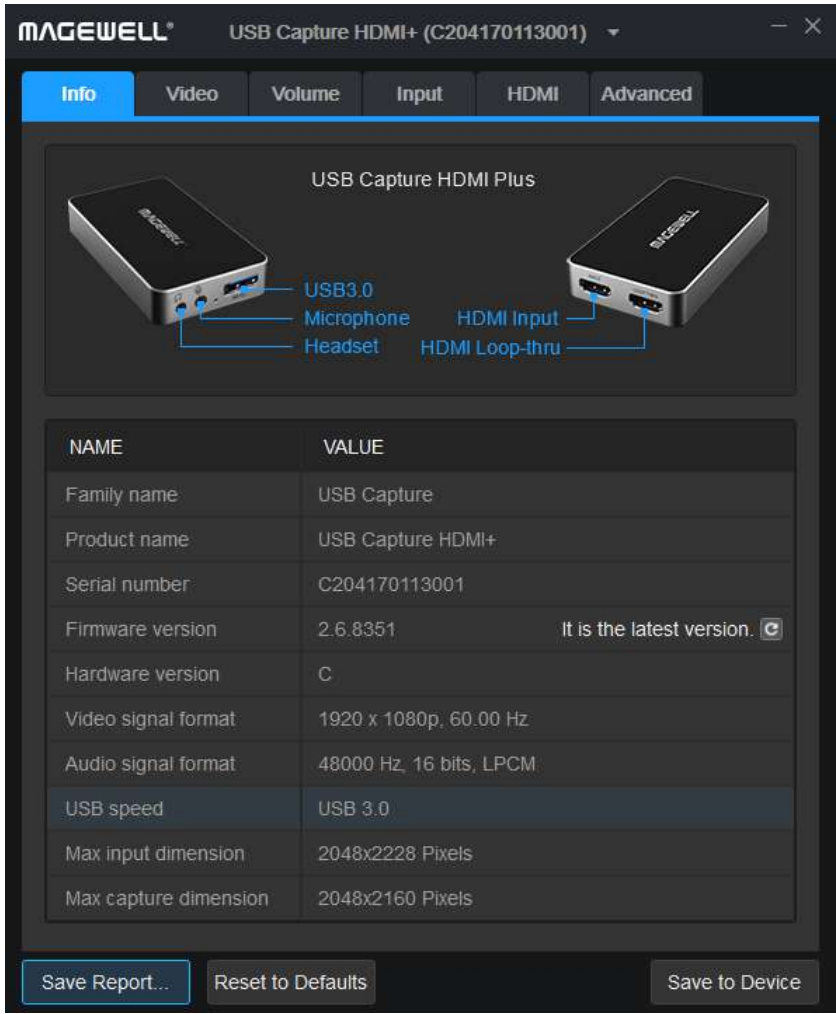 MAGEWELL® USB Capture HDMI+ (C204170113001)
Info Video Volume Input HDMI Advanced
USB Capture HDMI Plus
MAGEWELL
MAGEWELL
USB3.0
Microphone HDMI Input
Headset HDMI Loop-thru
NAME VALUE
Family name USB Capture
Product name USB Capture HDMI+
Serial number C204170113001
Firmware version 2.6.8351 It is the latest version.
Hardware version C
Video signal format 1920 x 1080p, 60.00 Hz
Audio signal format 48000 Hz, 16 bits, LPCM
USB speed USB 3.0
Max input dimension 2048x2228 Pixels
Max capture dimension 2048x2160 Pixels
Save Report... Reset to Defaults Save to Device